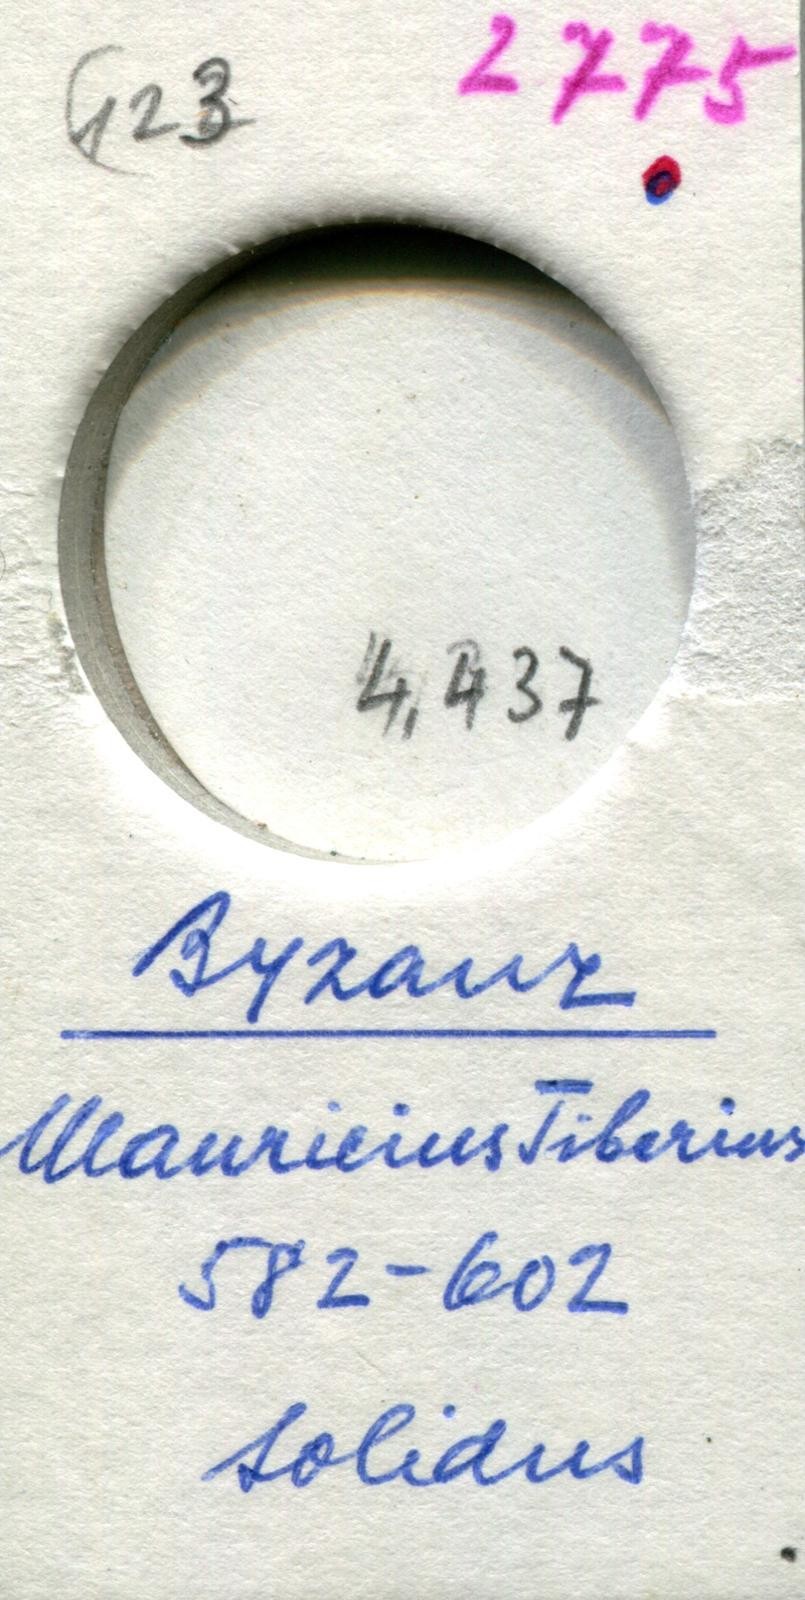 123
2775
4,437
Byzanz
Mauricius Tiberius
582-602
Solidus